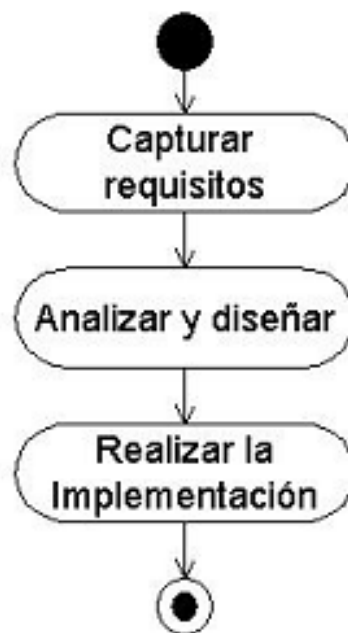 Capturar
requisitos
Analizar y diseñar
Realizar la
Implementación